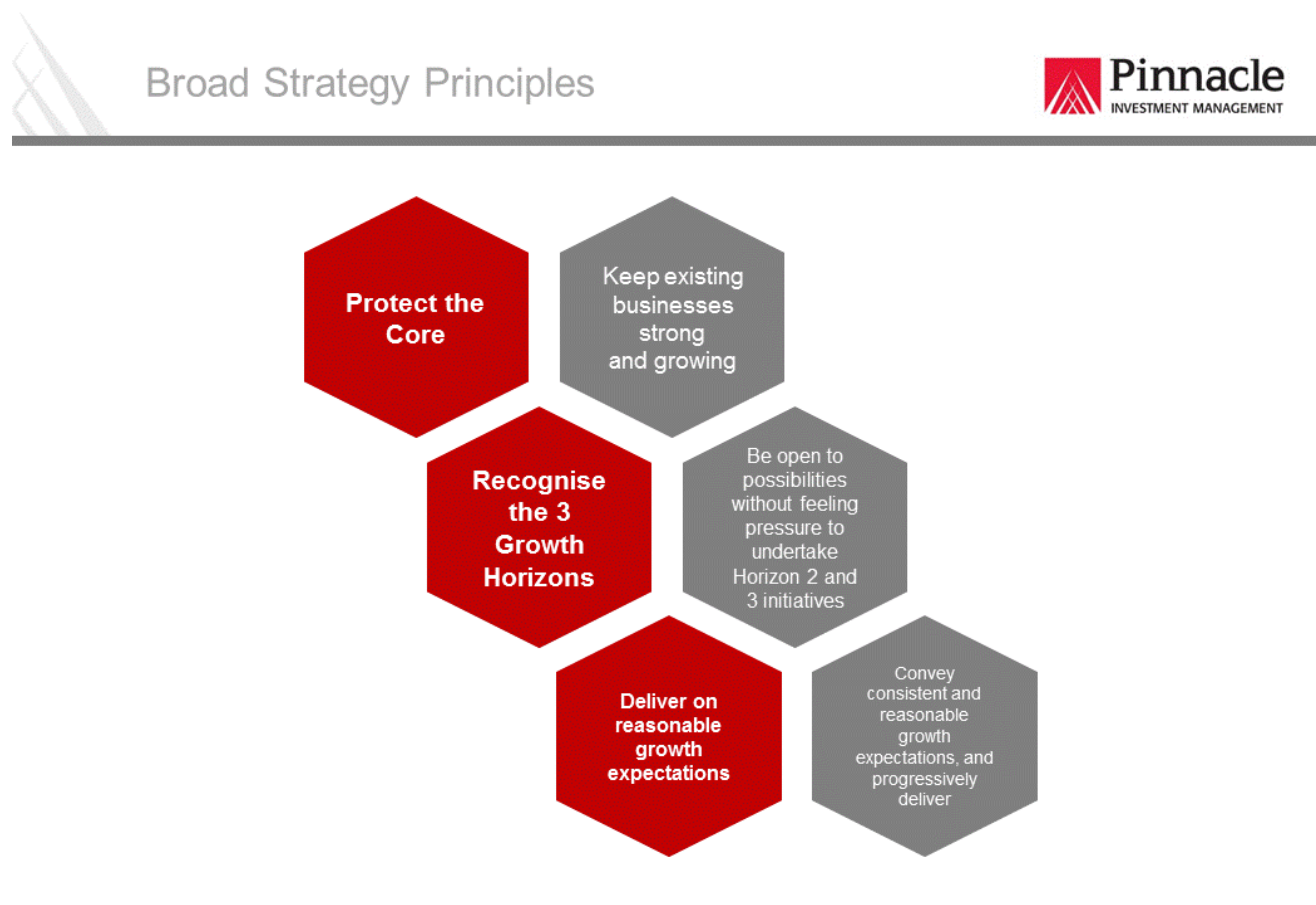 Broad Strategy Principles
Pinnacle
INVESTMENT MANAGEMENT
Protect the
Core
Keep existing
businesses
strong
and growing
Recognise
the 3
Growth
Horizons
Be open to
possibilities
without feeling
pressure to
undertake
Horizon 2 and
3 initiatives
Deliver on
reasonable
growth
expectations
Convey
consistent and
reasonable
growth
expectations, and
progressively
deliver